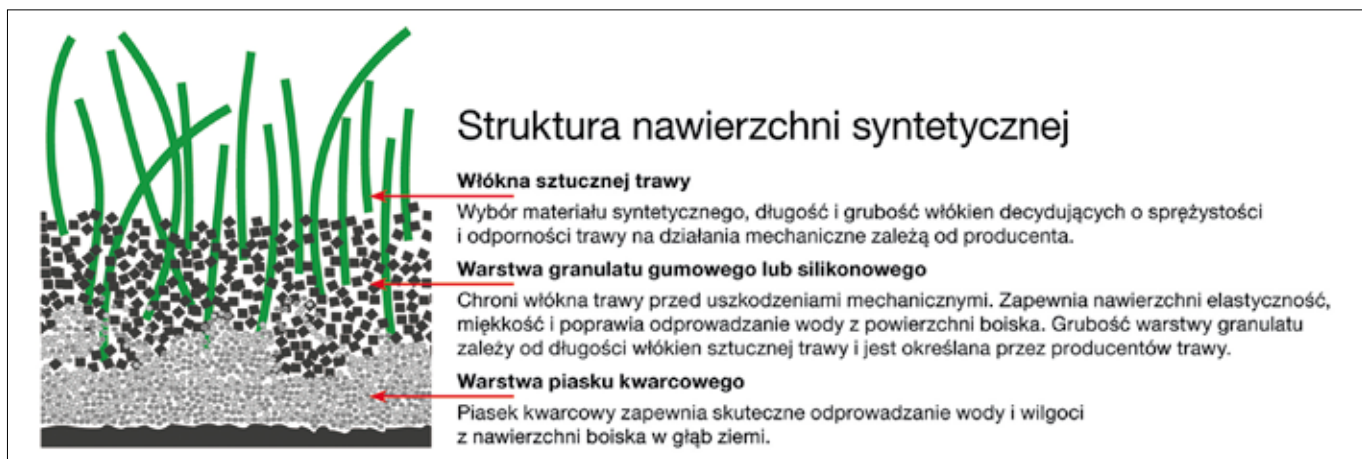 Struktura nawierzchni syntetycznej
Włókna sztucznej trawy
Wybór materiału syntetycznego, długość i grubość włókien decydujących o sprężystości
i odporności trawy na działania mechaniczne zależą od producenta.
Warstwa granulatu gumowego lub silikonowego
Chroni włókna trawy przed uszkodzeniami mechanicznymi. Zapewnia nawierzchni elastyczność,
miękkość i poprawia odprowadzanie wody z powierzchni boiska. Grubość warstwy granulatu
zależy od długości włókien sztucznej trawy i jest określana przez producentów trawy.
Warstwa piasku kwarcowego
Piasek kwarcowy zapewnia skuteczne odprowadzanie wody i wilgoci
z nawierzchni boiska w głąb ziemi.